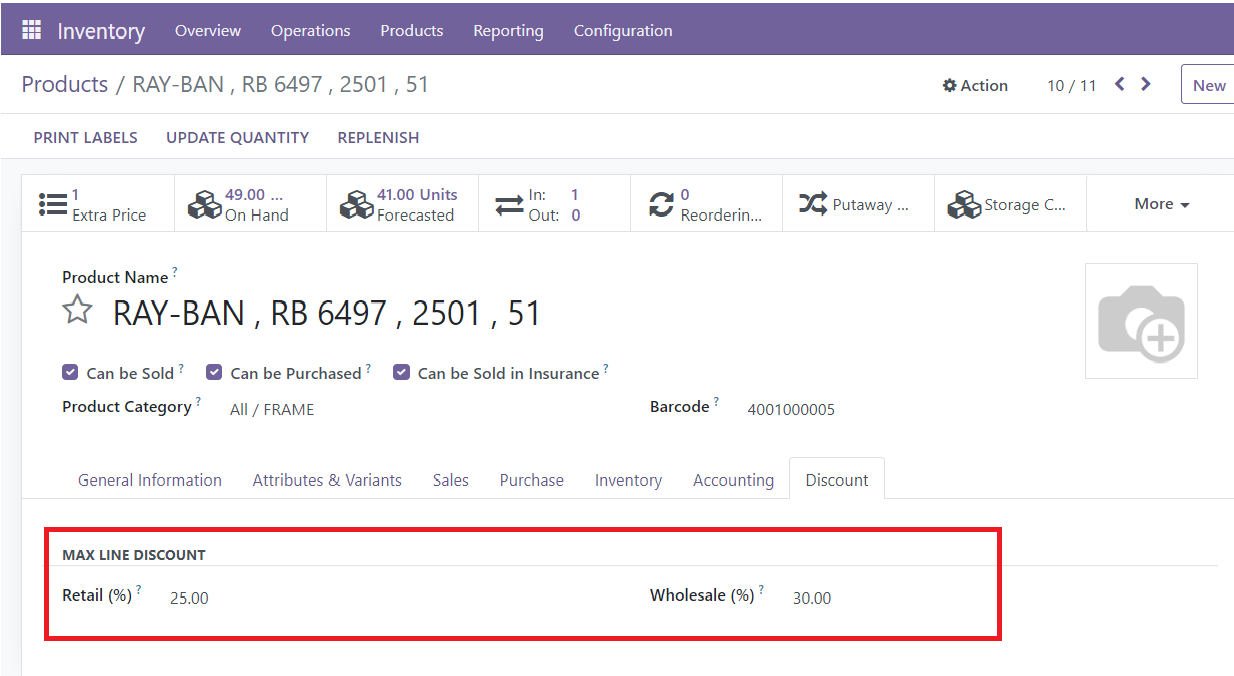 Inventory Overview Operations Products Reporting Configuration
Products / RAY-BAN , RB 6497 , 2501 , 51 Action 10 / 11 New
PRINT LABELS UPDATE QUANTITY REPLENISH
1 Extra Price
49.00 ... On Hand
41.00 Units Forecasted
In: 1
Out: 0
0 Reorderin...
Putaway ...
Storage C...
More
Product Name ?
RAY-BAN , RB 6497 , 2501 , 51
Can be Sold ? Can be Purchased ? Can be Sold in Insurance ?
Product Category ? All / FRAME Barcode ? 4001000005
General Information Attributes & Variants Sales Purchase Inventory Accounting Discount
MAX LINE DISCOUNT
Retail (%) ? 25.00 Wholesale (%) ? 30.00